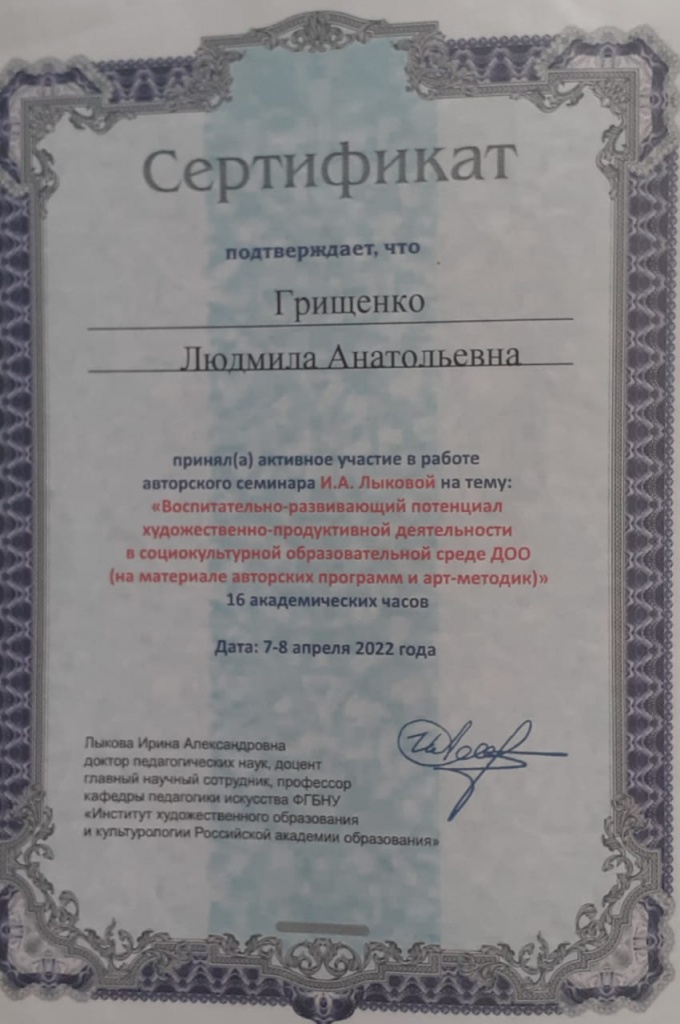 Сертификат
подтверждает, что
Грищенко
Людмила Анатольевна
принял(а) активное участие в работе
авторского семинара И.А. Лыковой на тему:
«Воспитательно-развивающий потенциал
художественно-продуктивной деятельности
в социокультурной образовательной среде ДОО
(на материале авторских программ и арт-методик)»
16 академических часов
Дата: 7-8 апреля 2022 года
Лыкова Ирина Александровна
доктор педагогических наук, доцент
главный научный сотрудник, профессор
кафедры педагогики искусства ФГБНУ
«Институт художественного образования
и культурологии Российской академии образования»